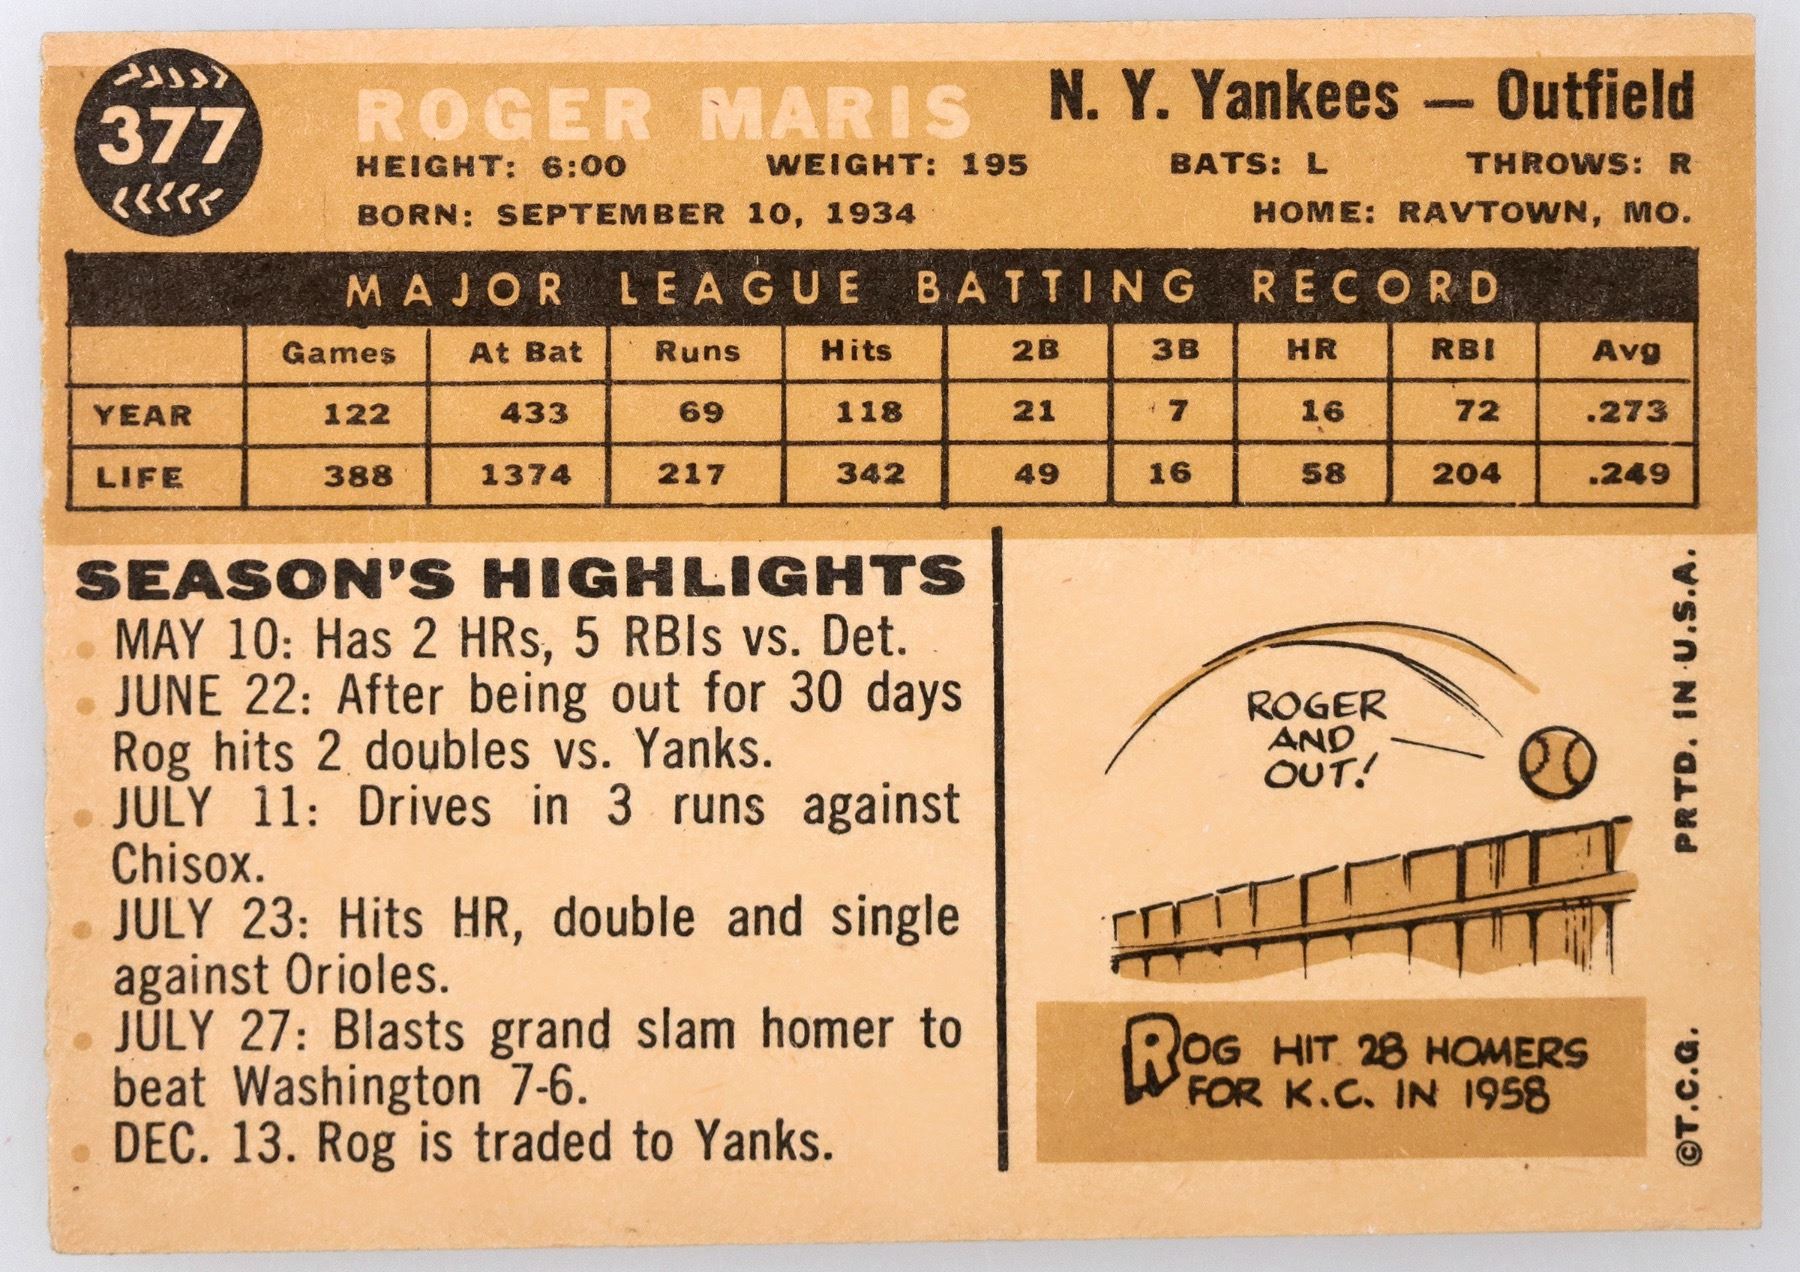 377
ROGER MARIS
N. Y. Yankees — Outfield
HEIGHT: 6:00 WEIGHT: 195 BATS: L THROWS: R
BORN: SEPTEMBER 10, 1934 HOME: RAVTOWN, MO.
MAJOR LEAGUE BATTING RECORD
Games At Bat Runs Hits 2B 3B HR RBI Avg
YEAR 122 433 69 118 21 7 16 72 .273
LIFE 388 1374 217 342 49 16 58 204 .249
SEASON'S HIGHLIGHTS
MAY 10: Has 2 HRs, 5 RBIs vs. Det.
JUNE 22: After being out for 30 days
Rog hits 2 doubles vs. Yanks.
JULY 11: Drives in 3 runs against
Chisox.
JULY 23: Hits HR, double and single
against Orioles.
JULY 27: Blasts grand slam homer to
beat Washington 7-6.
DEC. 13. Rog is traded to Yanks.
ROGER
AND
OUT!
ROG HIT 28 HOMERS
FOR K.C. IN 1958
©T.C.G. PRTD. IN U.S.A.